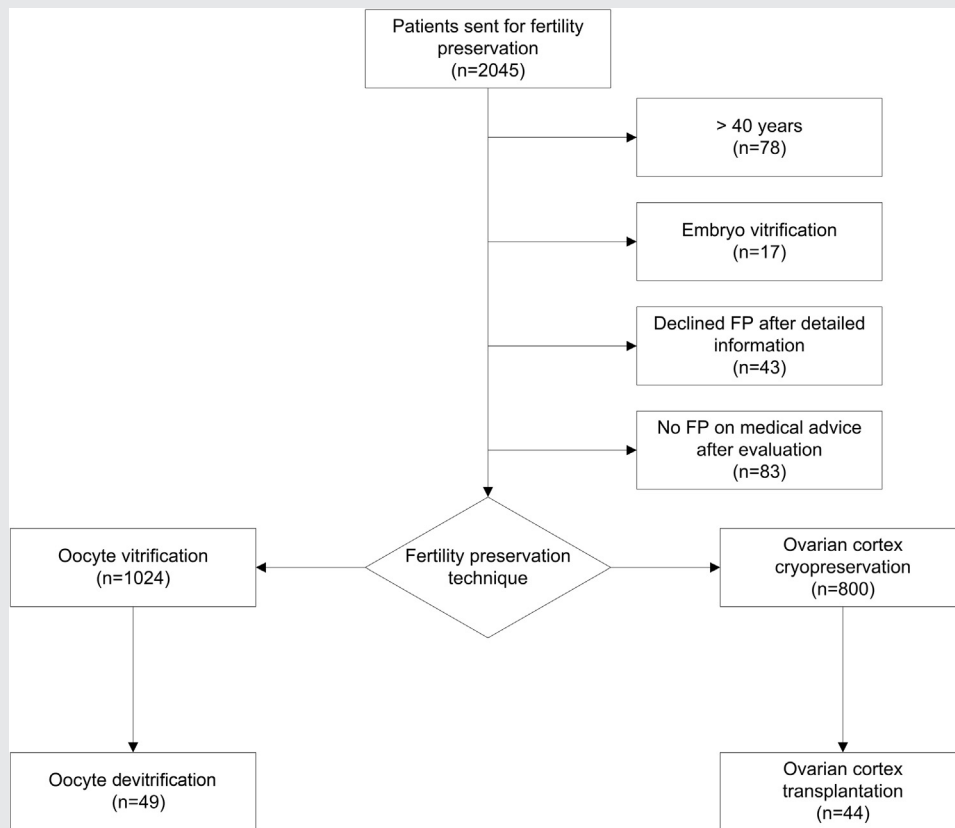 Patients sent for fertility
preservation
(n=2045)
> 40 years
(n=78)
Embryo vitrification
(n=17)
Declined FP after detailed
information
(n=43)
No FP on medical advice
after evaluation
(n=83)
Fertility preservation
technique
Oocyte vitrification
(n=1024)
Ovarian cortex
cryopreservation
(n=800)
Oocyte devitrification
(n=49)
Ovarian cortex
transplantation
(n=44)